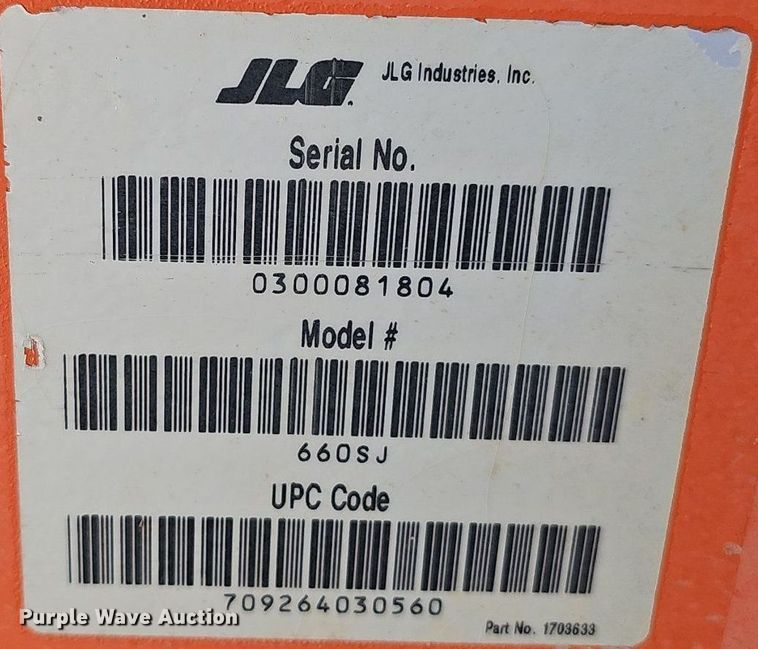 JLG JLG Industries, Inc.
Serial No.
0300081804
Model #
660SJ
UPC Code
709264030560
Purple Wave Auction
Part No. 1703633